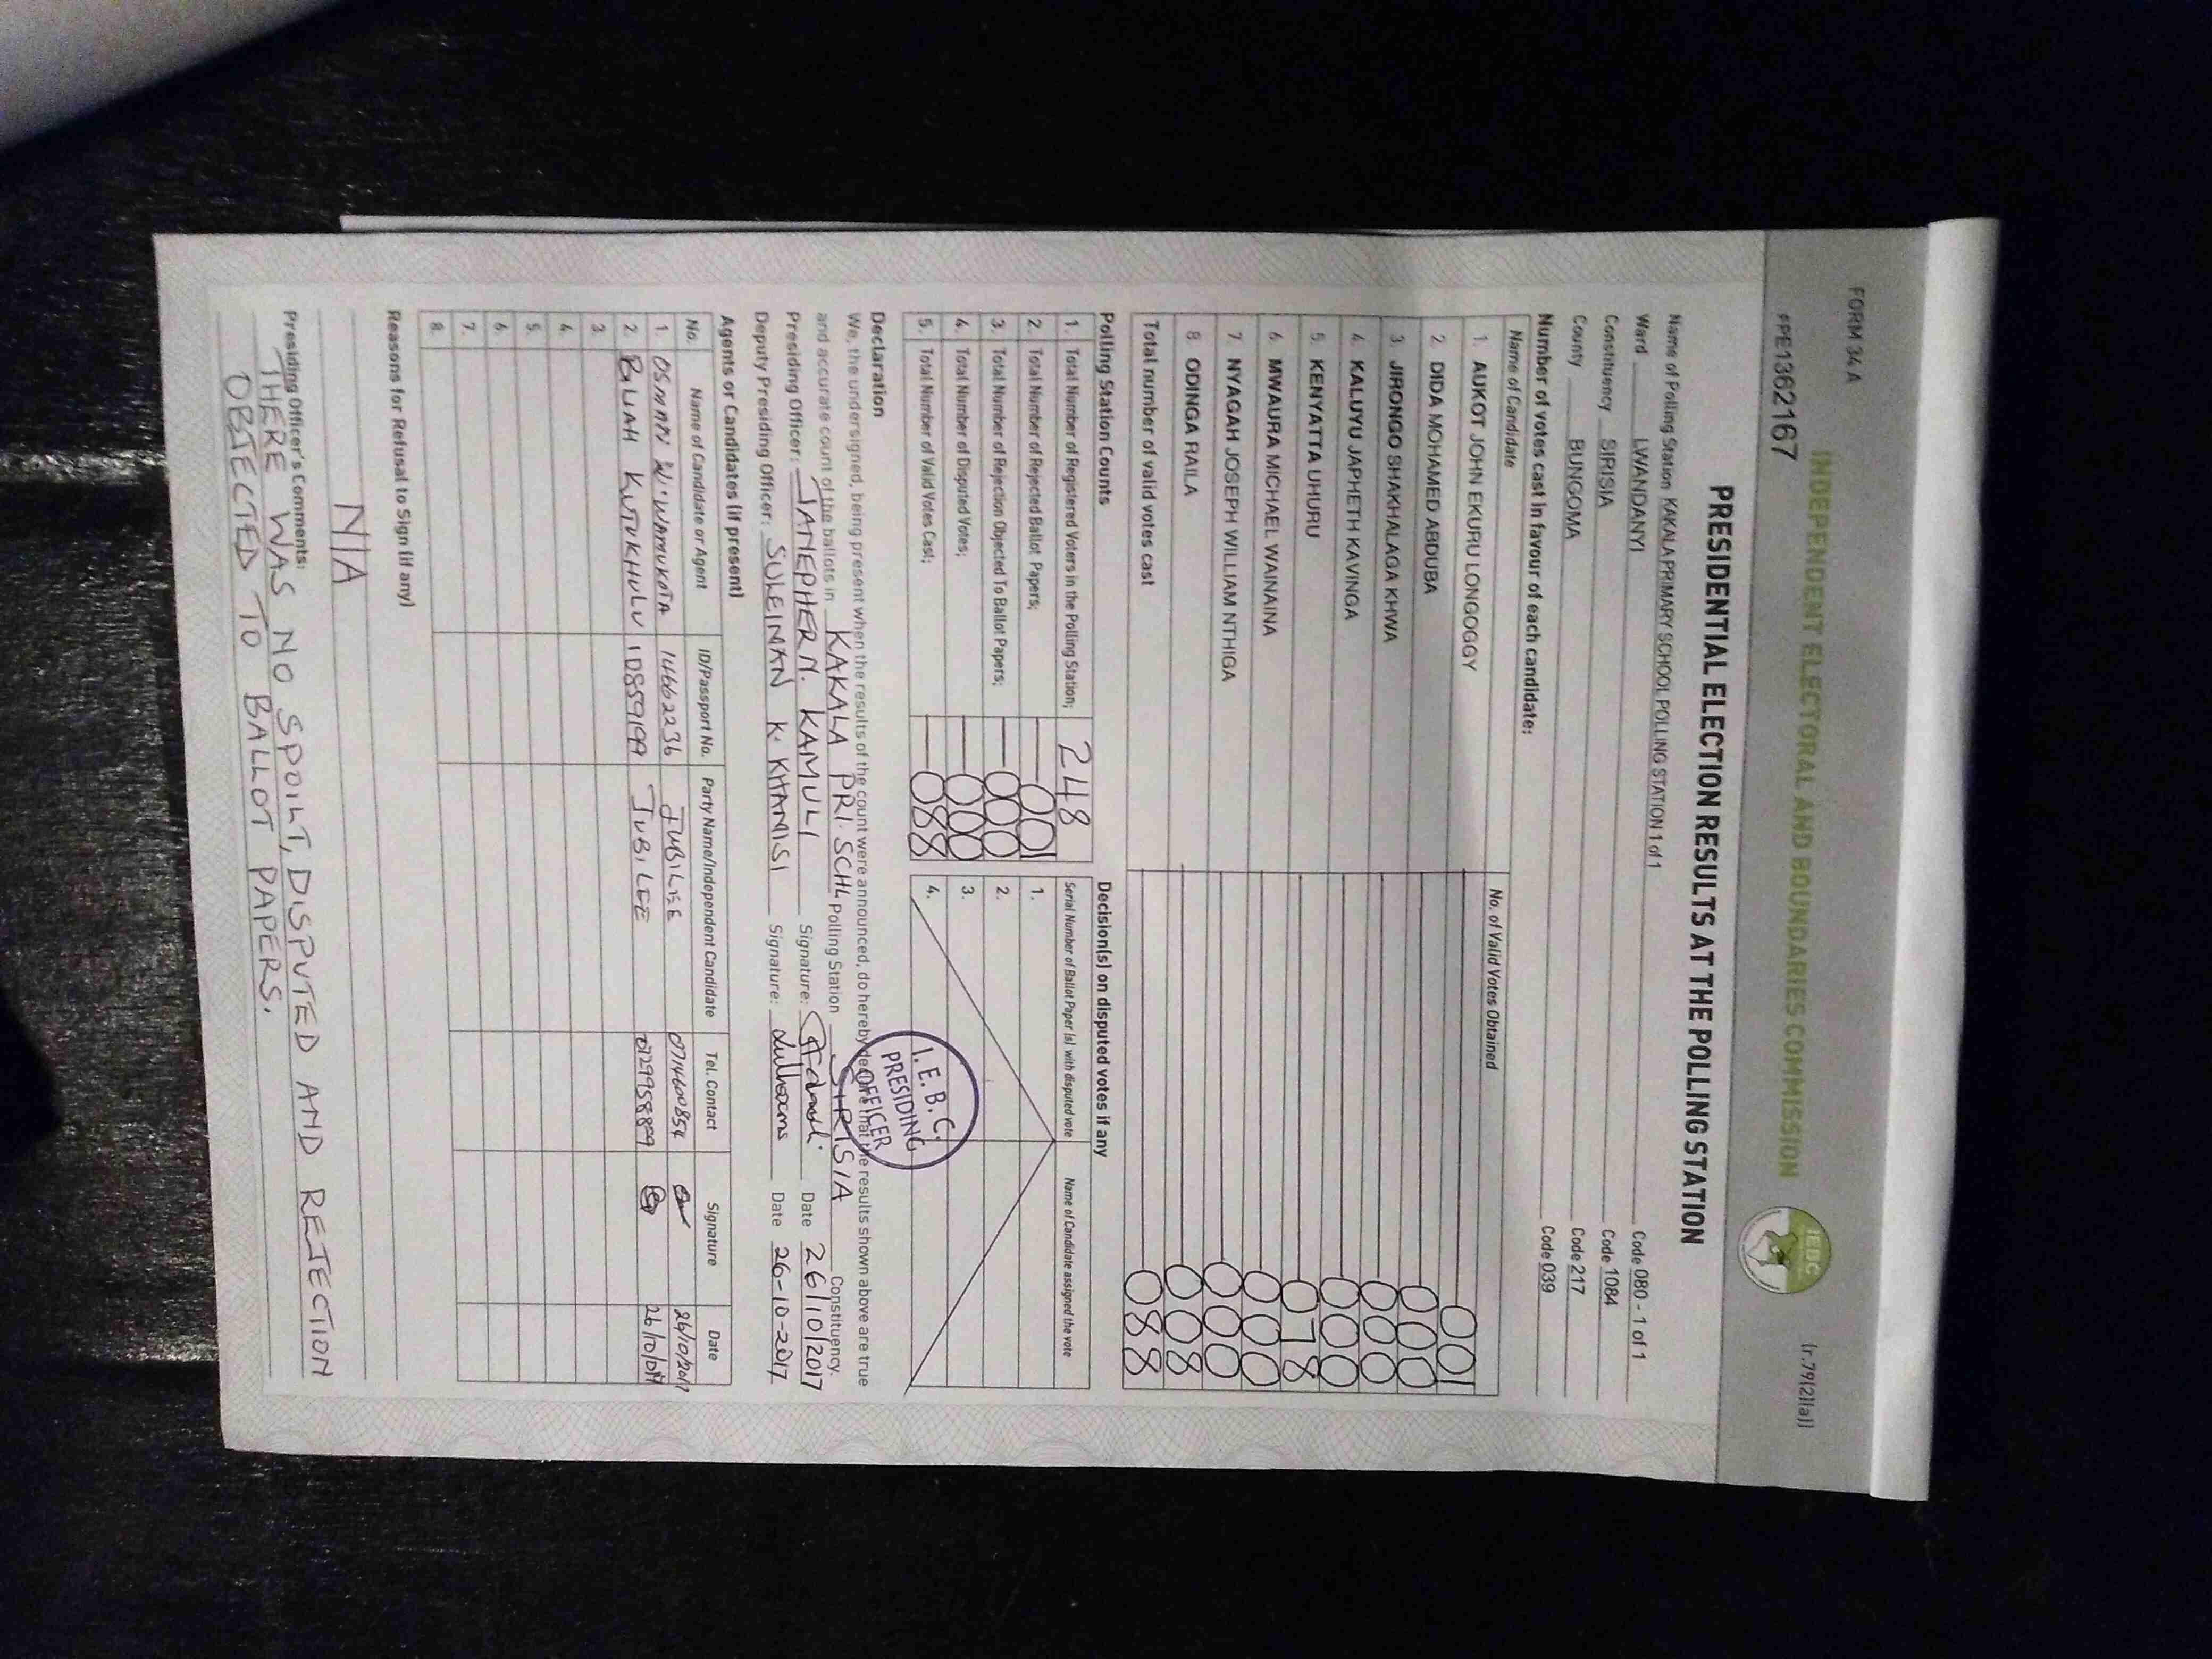 FORM 34 A
(r.79(2)(a))
INDEPENDENT ELECTORAL AND BOUNDARIES COMMISSION
IEBC
PPE1362167
PRESIDENTIAL ELECTION RESULTS AT THE POLLING STATION
Name of Polling Station KAKALA PRIMARY SCHOOL POLLING STATION 1 of 1 Code 080 - 1 of 1
Ward LWANDANYI Code 1084
Constituency SIRISIA Code 217
County BUNGOMA Code 039
Number of votes cast in favour of each candidate:
Name of Candidate No. of Valid Votes Obtained
1. AUKOT JOHN EKURU LONGOGGY 001
2. DIDA MOHAMED ABDUBA 000
3. JIRONGO SHAKHALAGA KHWA 000
4. KALUYU JAPHETH KAVINGA 000
5. KENYATTA UHURU 078
6. MWAURA MICHAEL WAINAINA 000
7. NYAGAH JOSEPH WILLIAM NTHIGA 000
8. ODINGA RAILA 008
Total number of valid votes cast 088
Polling Station Counts
1. Total Number of Registered Voters in the Polling Station; 248
2. Total Number of Rejected Ballot Papers; 001
3. Total Number of Rejection Objected To Ballot Papers; 000
4. Total Number of Disputed Votes; 000
5. Total Number of Valid Votes Cast; 088
Decision(s) on disputed votes if any
Serial Number of Ballot Paper (s) with disputed vote Name of Candidate assigned the vote
1.
2.
3.
4.
I.E.B.C.
PRESIDING
OFFICER
Declaration
We, the undersigned, being present when the results of the count were announced, do hereby declare that the results shown above are true
and accurate count of the ballots in KAKALA PRI. SCHL Polling Station SIRISIA Constituency.
Presiding Officer: JANEPHER N. KAMULI Signature: Date 26/10/2017
Deputy Presiding Officer: SULEIMAN K. KHAMISI Signature: Date 26-10-2017
Agents or Candidates (if present)
No. Name of Candidate or Agent ID/Passport No. Party Name/Independent Candidate Tel. Contact Signature Date
1. OSMAN W. WAMUKOTA 14662236 JUBILEE 0714600854 26/10/2017
2. KUTUKHULU 10859199 JUBILEE 26/10/017
3.
4.
5.
6.
7.
8.
Reasons for Refusal to Sign (if any)
N/A
Presiding Officer's Comments:
THERE WAS NO SPOILT, DISPUTED AND REJECTION
OBJECTED TO BALLOT PAPERS.